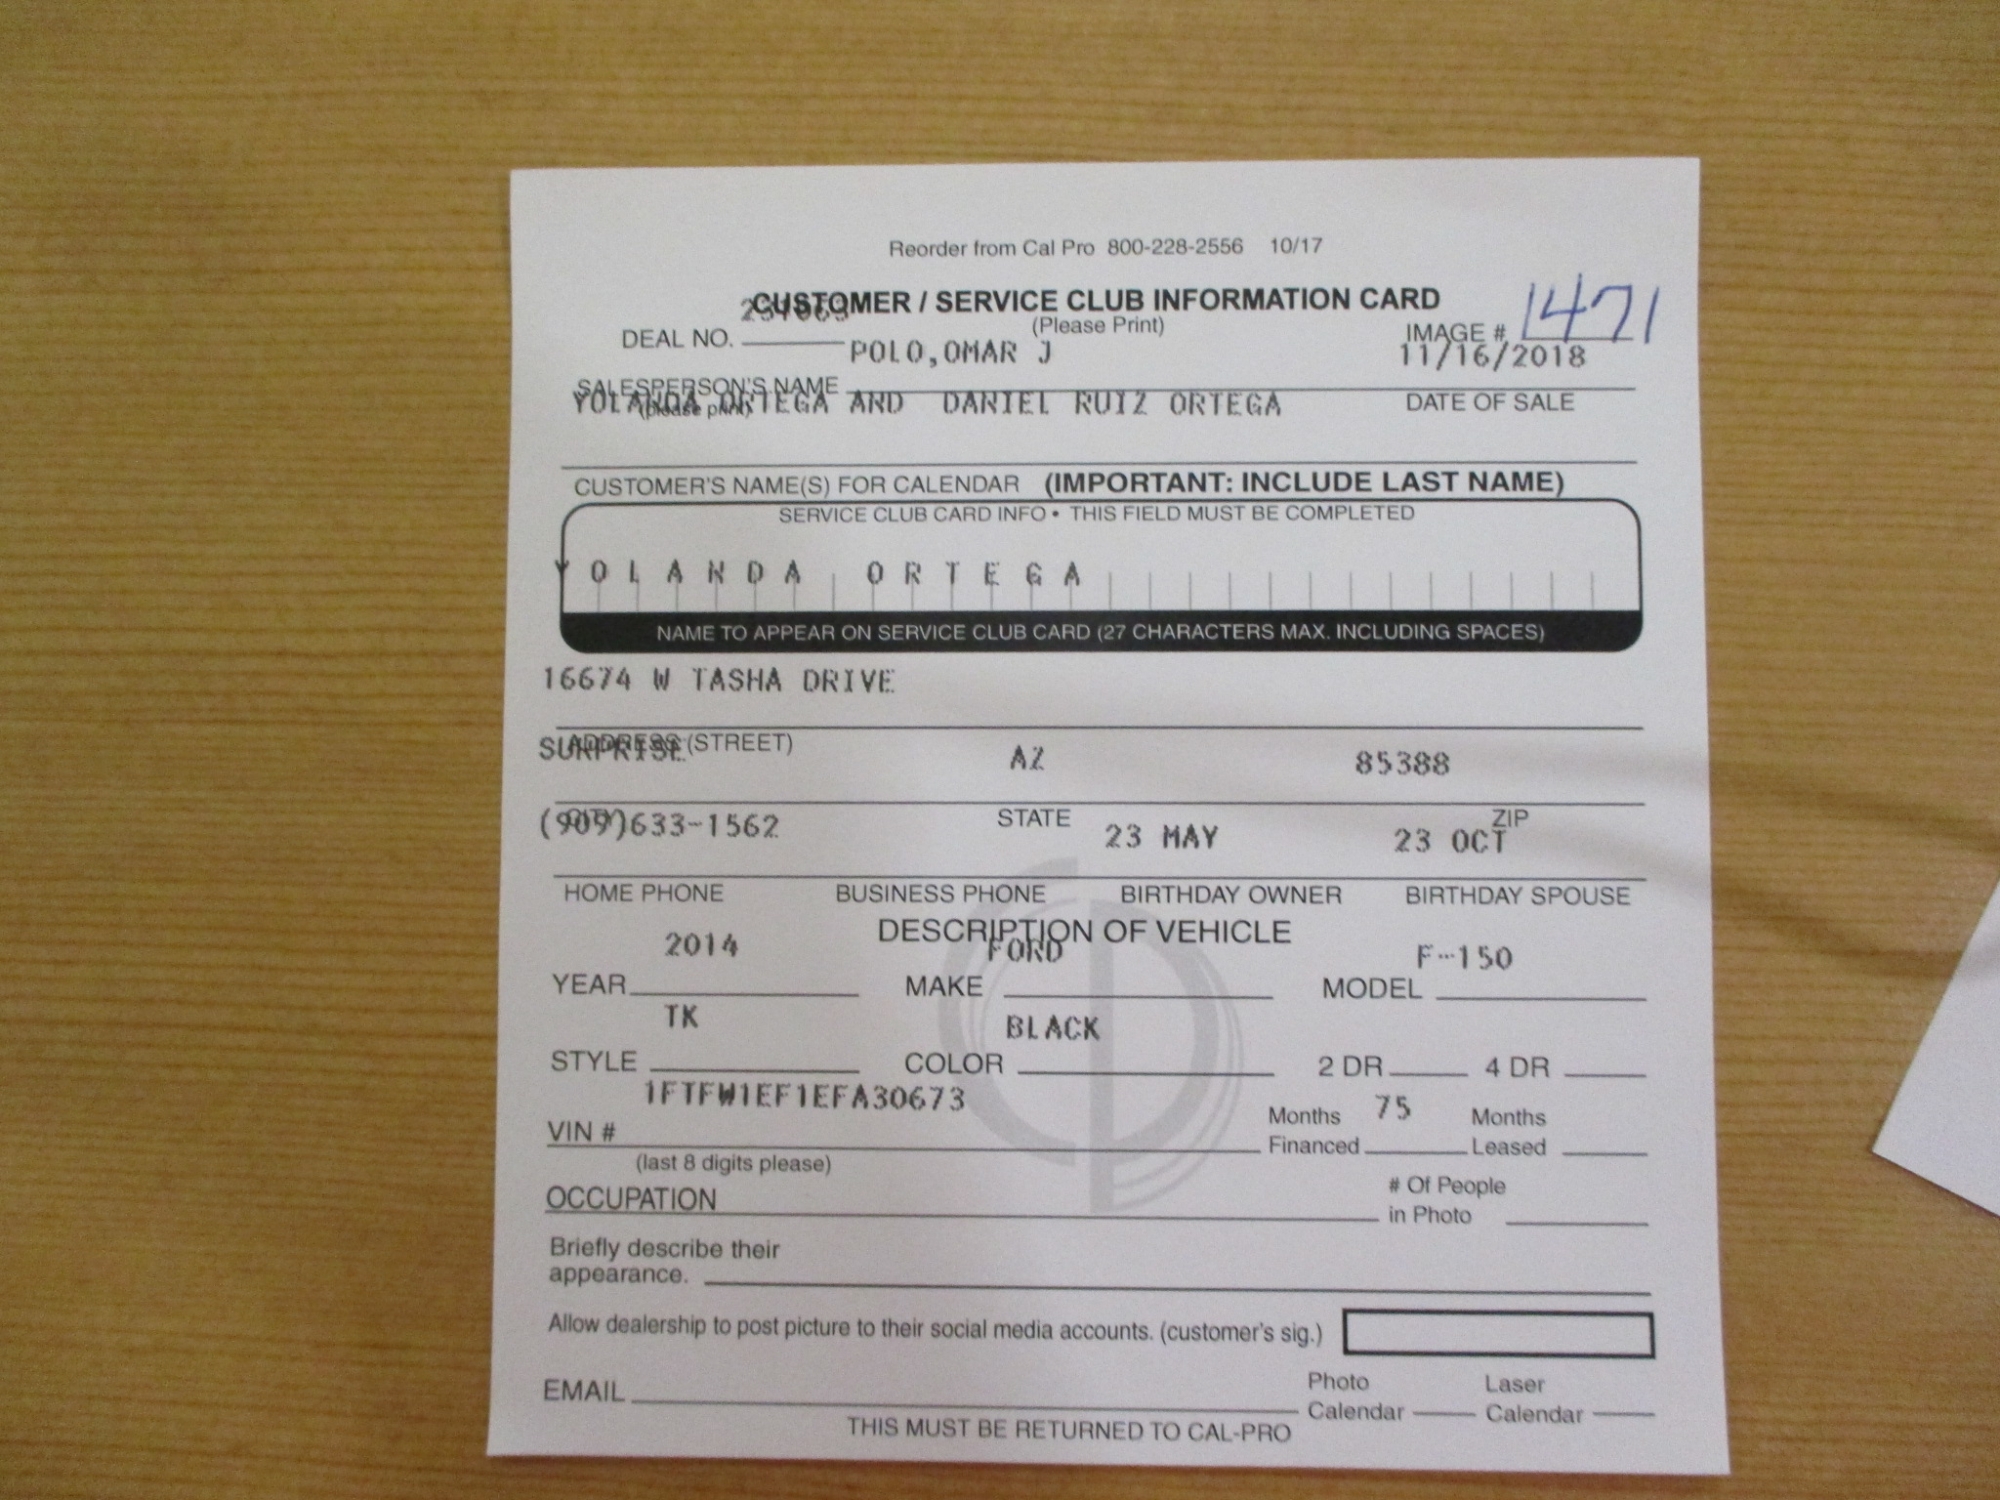 Reorder from Cal Pro 800-228-2556 10/17
CUSTOMER / SERVICE CLUB INFORMATION CARD
(Please Print)
DEAL NO.
IMAGE # 1471
POLO,OMAR J 11/16/2018
SALESPERSON'S NAME
(please print)
DATE OF SALE
YOLANDA ORTEGA AND DANIEL RUIZ ORTEGA
CUSTOMER'S NAME(S) FOR CALENDAR (IMPORTANT: INCLUDE LAST NAME)
SERVICE CLUB CARD INFO • THIS FIELD MUST BE COMPLETED
YOLANDA ORTEGA
NAME TO APPEAR ON SERVICE CLUB CARD (27 CHARACTERS MAX. INCLUDING SPACES)
16674 W TASHA DRIVE
ADDRESS (STREET)
SURPRISE AZ 85388
CITY STATE ZIP
(909)633-1562 23 MAY 23 OCT
HOME PHONE BUSINESS PHONE BIRTHDAY OWNER BIRTHDAY SPOUSE
DESCRIPTION OF VEHICLE
2014 FORD F-150
YEAR MAKE MODEL
TK BLACK
STYLE COLOR 2 DR 4 DR
1FTFW1EF1EFA30673
VIN #
(last 8 digits please)
Months Financed 75 Months Leased
OCCUPATION
# Of People in Photo
Briefly describe their
appearance.
Allow dealership to post picture to their social media accounts. (customer's sig.)
EMAIL
Photo Calendar Laser Calendar
THIS MUST BE RETURNED TO CAL-PRO